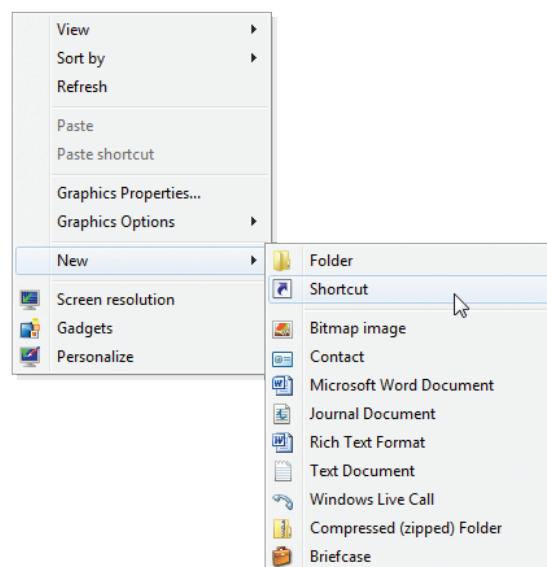 View
Sort by
Refresh
Paste
Paste shortcut
Graphics Properties...
Graphics Options
New
Screen resolution
Gadgets
Personalize
Folder
Shortcut
Bitmap image
Contact
Microsoft Word Document
Journal Document
Rich Text Format
Text Document
Windows Live Call
Compressed (zipped) Folder
Briefcase